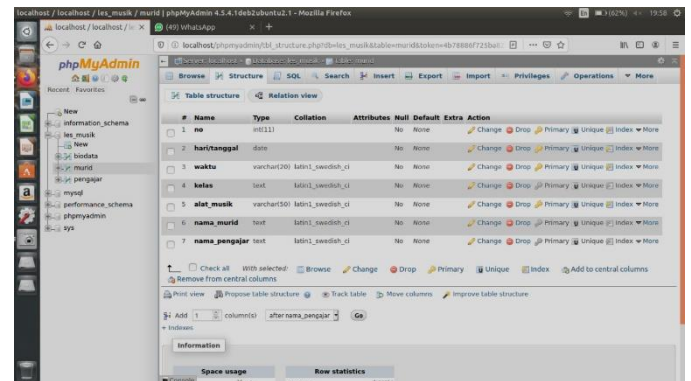 localhost / localhost / les_musik / murid | phpMyAdmin 4.5.4.1deb2ubuntu2.1 - Mozilla Firefox
(62%) 19:58
localhost / localhost / le
(49) WhatsApp
localhost/phpmyadmin/tbl_structure.php?db=les_musik&table=murid&token=
phpMyAdmin
Recent Favorites
New
information_schema
les_musik
New
biodata
murid
pengajar
mysql
performance_schema
phpmyadmin
sys
Server: localhost » Database: les_musik » Table: murid
Browse Structure SQL Search Insert Export Import Privileges Operations More
Table structure Relation view
# Name Type Collation Attributes Null Default Extra Action
1 no int(11) No None Change Drop Primary Unique Index More
2 hari/tanggal date No None Change Drop Primary Unique Index More
3 waktu varchar(20) latin1_swedish_ci No None Change Drop Primary Unique Index More
4 kelas text latin1_swedish_ci No None Change Drop Primary Unique Index More
5 alat_musik varchar(50) latin1_swedish_ci No None Change Drop Primary Unique Index More
6 nama_murid text latin1_swedish_ci No None Change Drop Primary Unique Index More
7 nama_pengajar text latin1_swedish_ci No None Change Drop Primary Unique Index More
Check all With selected: Browse Change Drop Primary Unique Index Add to central columns
Remove from central columns
Print view Propose table structure Track table Move columns Improve table structure
Add 1 column(s) after nama_pengajar Go
+ Indexes
Information
Space usage Row statistics
Console